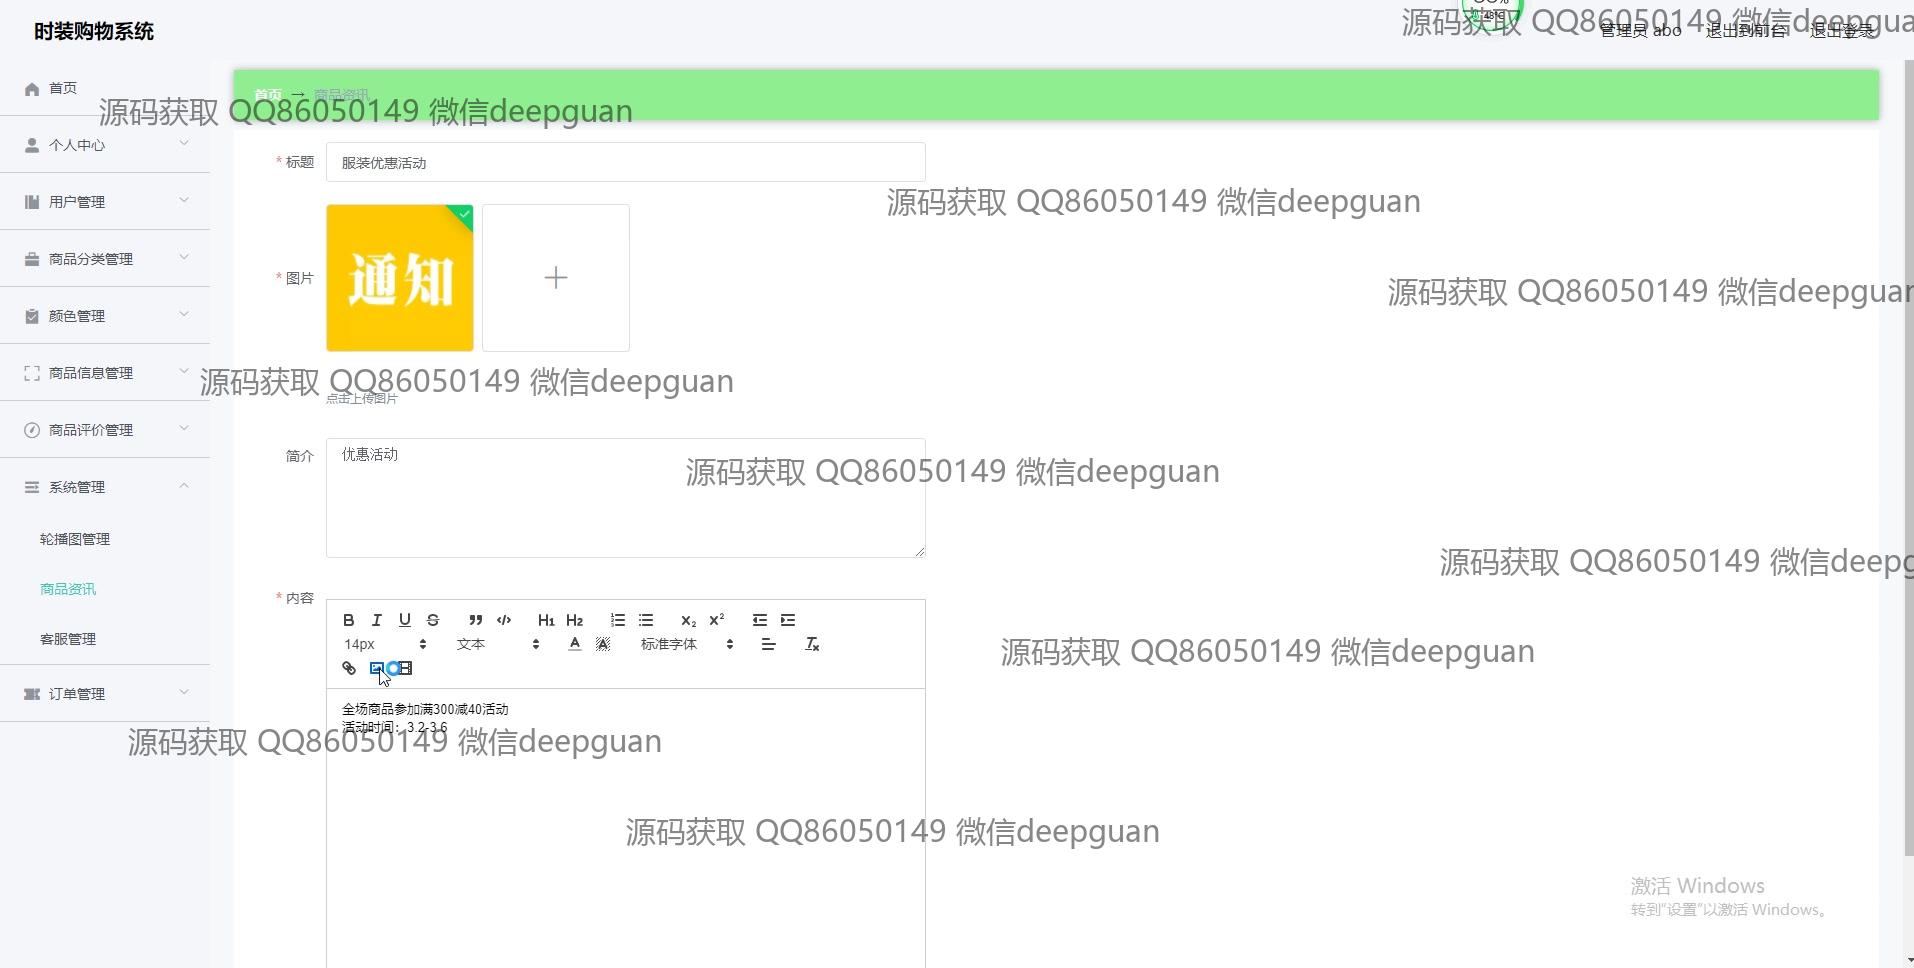 时装购物系统
管理员 abo 退出到前台 退出登录
源码获取 QQ86050149 微信deepgua
48℃
首页
首页 → 商品资讯
源码获取 QQ86050149 微信deepguan
个人中心
* 标题 服装优惠活动
用户管理
源码获取 QQ86050149 微信deepguan
商品分类管理
* 图片 通知
源码获取 QQ86050149 微信deepguan
颜色管理
商品信息管理
源码获取 QQ86050149 微信deepguan
点击上传图片
商品评价管理
简介 优惠活动
源码获取 QQ86050149 微信deepguan
系统管理
轮播图管理
源码获取 QQ86050149 微信deepg
商品资讯
* 内容
B I U S H1 H2 X2 X2
客服管理
14px 文本 A A 标准字体 Tx
源码获取 QQ86050149 微信deepguan
订单管理
全场商品参加满300减40活动
活动时间：3.2-3.6
源码获取 QQ86050149 微信deepguan
源码获取 QQ86050149 微信deepguan
激活 Windows
转到"设置"以激活 Windows。